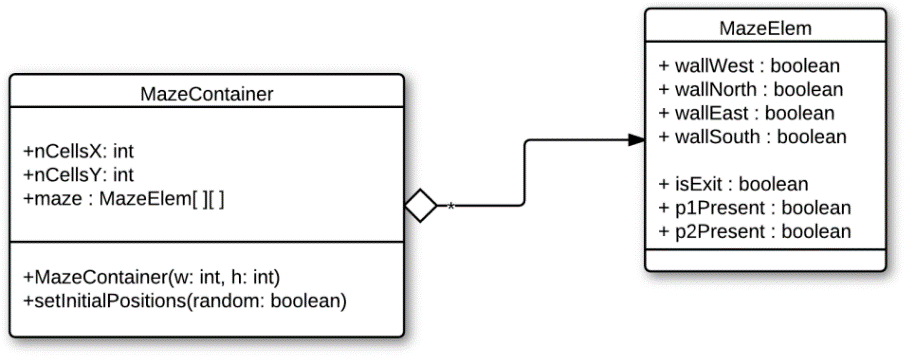 MazeContainer
+nCellsX: int
+nCellsY: int
+maze : MazeElem[ ][ ]
+MazeContainer(w: int, h: int)
+setInitialPositions(random: boolean)
*
MazeElem
+ wallWest : boolean
+ wallNorth : boolean
+ wallEast : boolean
+ wallSouth : boolean
+ isExit : boolean
+ p1Present : boolean
+ p2Present : boolean